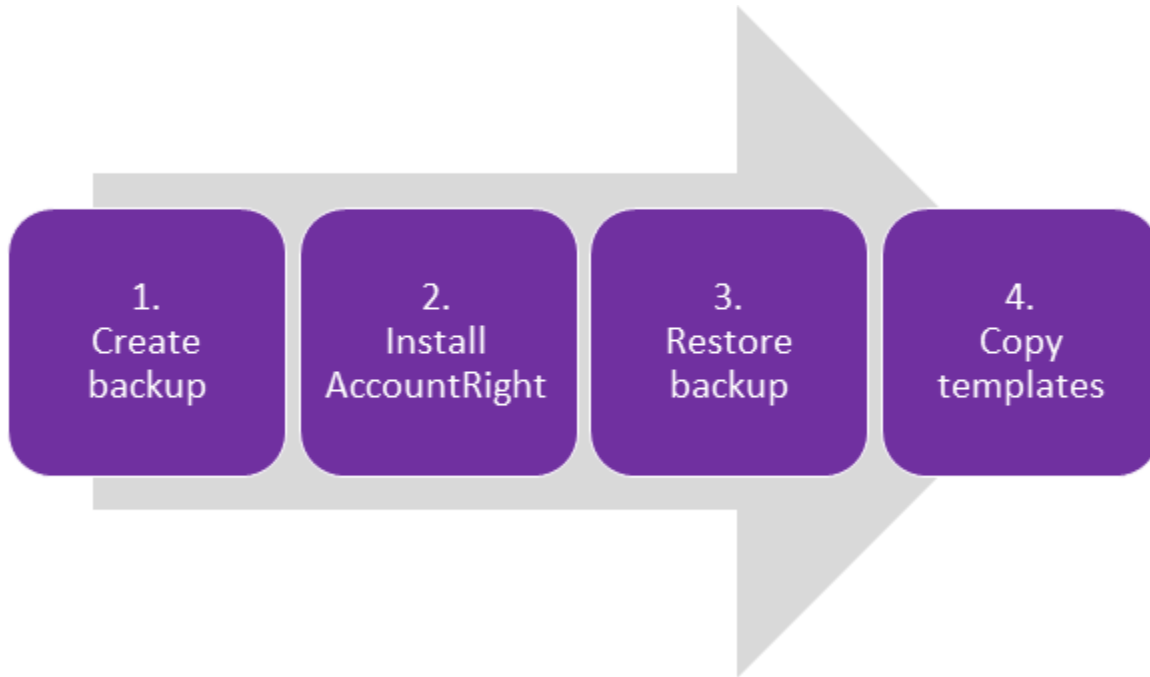 1.
Create
backup
2.
Install
AccountRight
3.
Restore
backup
4.
Copy
templates